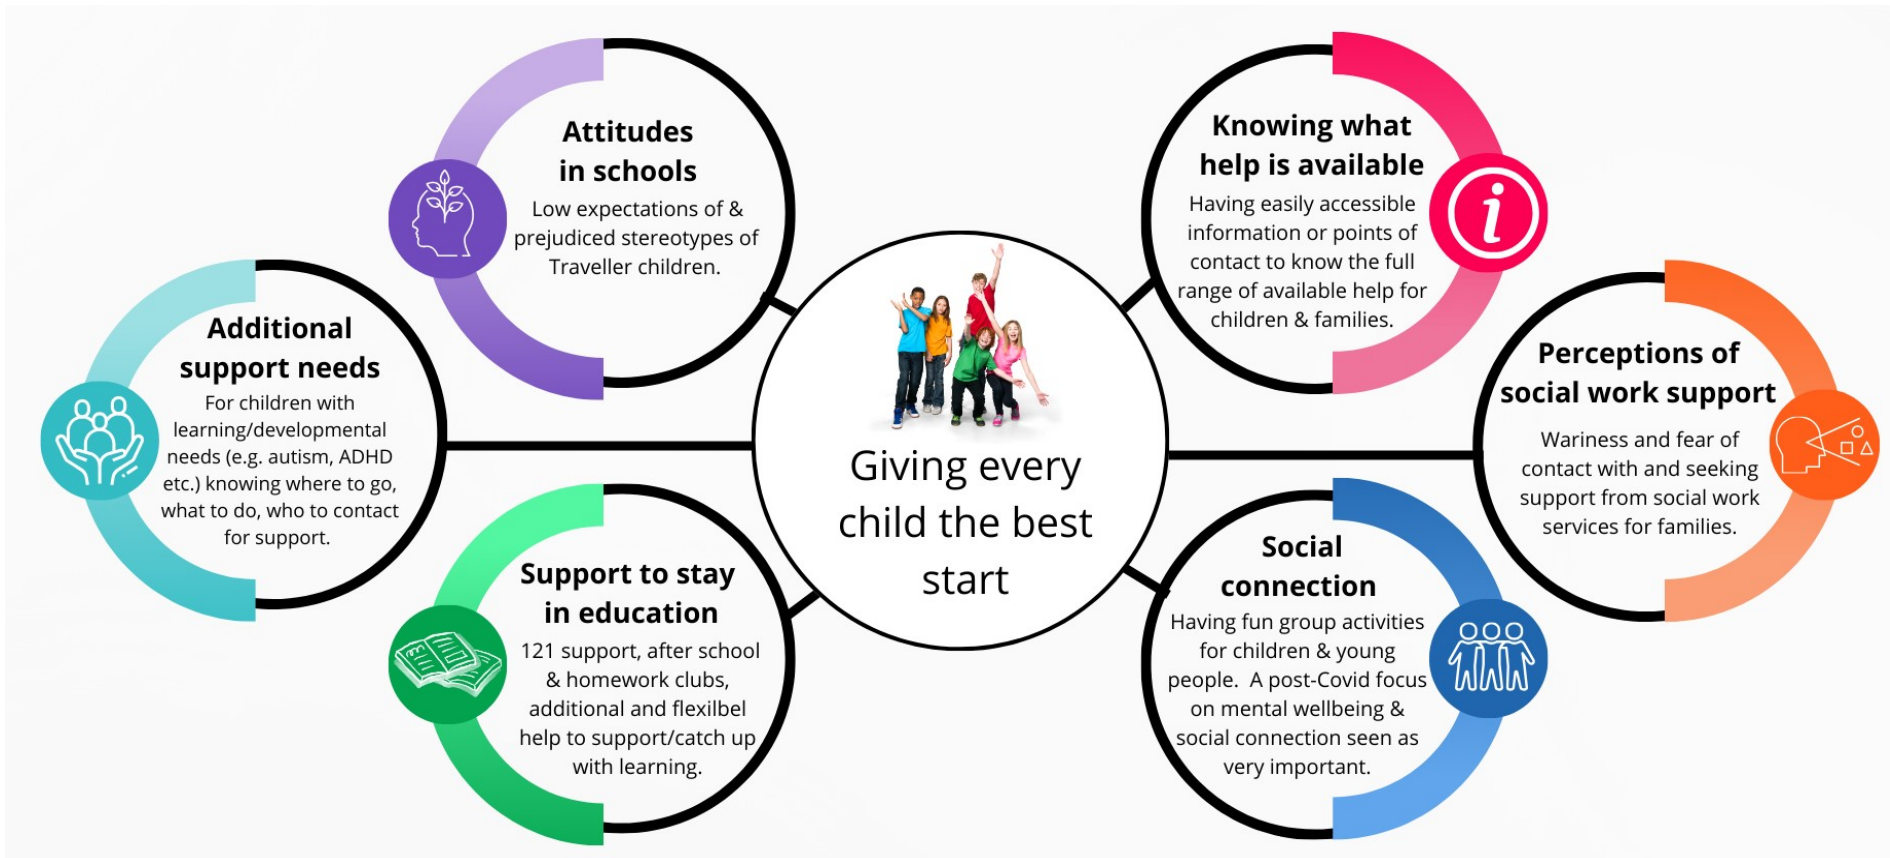 Attitudes
in schools
Low expectations of &
prejudiced stereotypes of
Traveller children.
Knowing what
help is available
Having easily accessible
information or points of
contact to know the full
range of available help for
children & families.
Additional
support needs
For children with
learning/developmental
needs (e.g. autism, ADHD
etc.) knowing where to go,
what to do, who to contact
for support.
Giving every
child the best
start
Perceptions of
social work support
Wariness and fear of
contact with and seeking
support from social work
services for families.
Support to stay
in education
121 support, after school
& homework clubs,
additional and flexilbel
help to support/catch up
with learning.
Social
connection
Having fun group activities
for children & young
people. A post-Covid focus
on mental wellbeing &
social connection seen as
very important.